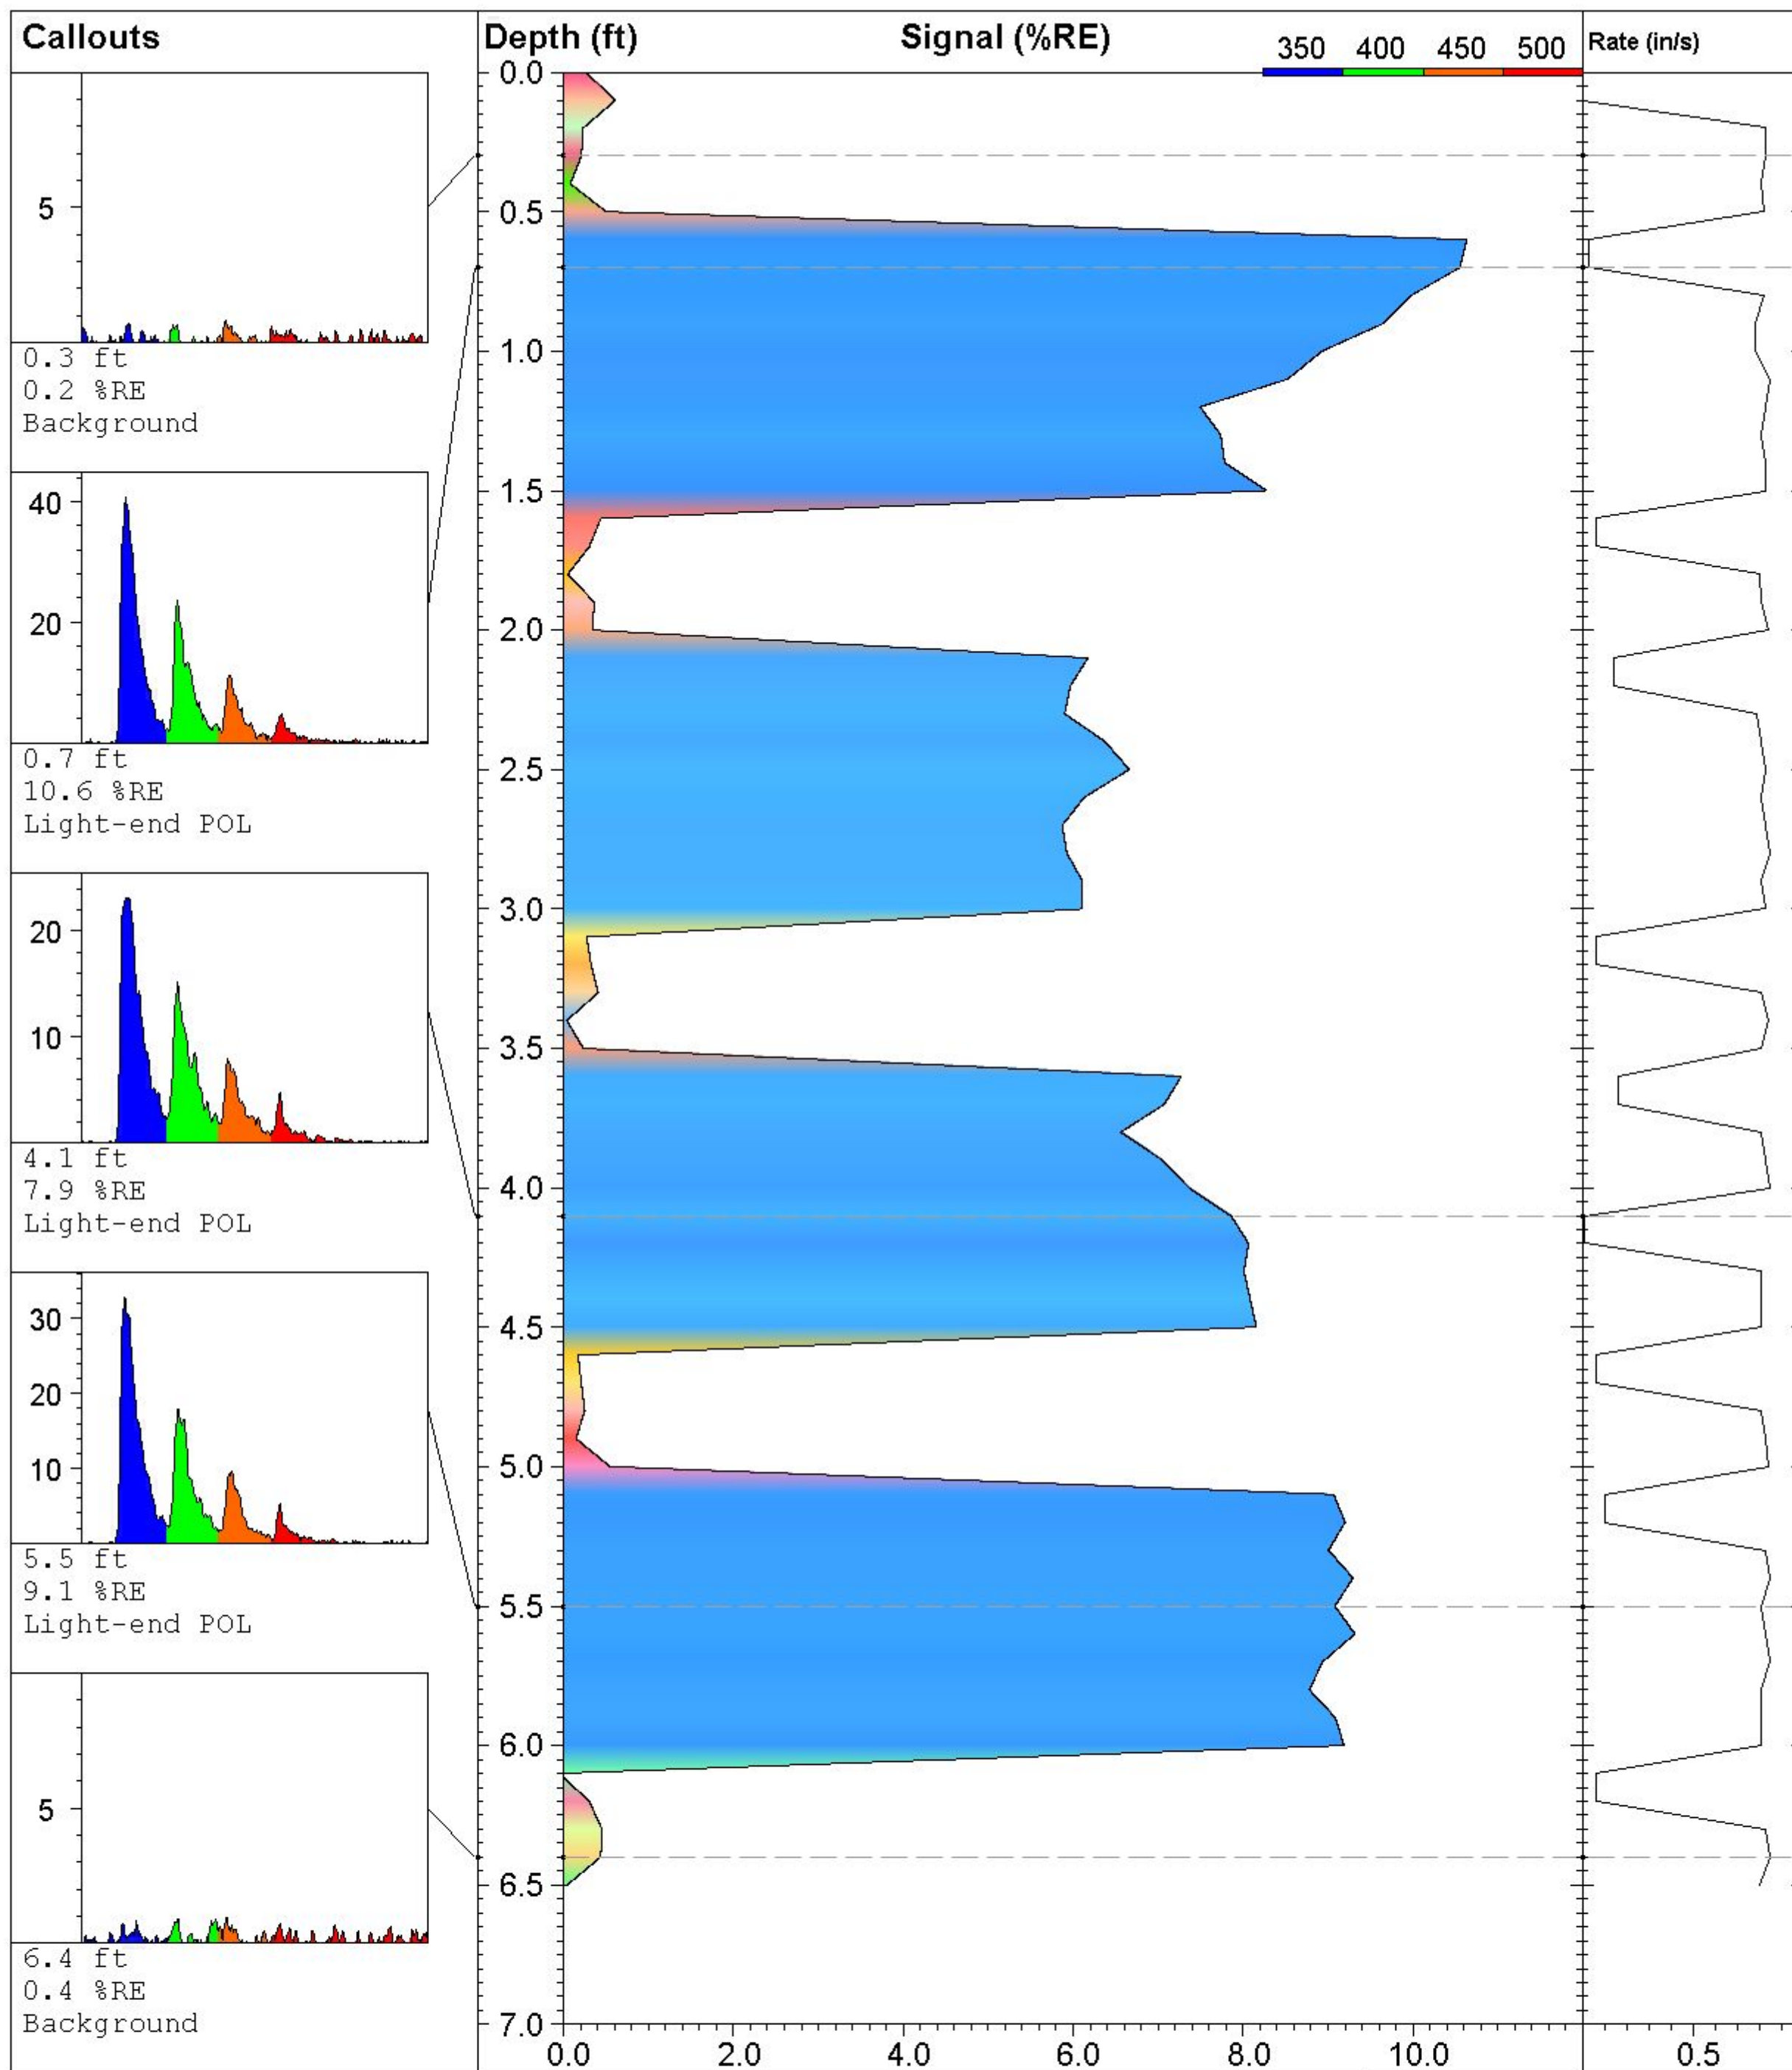 Callouts
Depth (ft)
Signal (%RE)
350 400 450 500
Rate (in/s)
5
0.3 ft
0.2 %RE
Background
40
20
0.7 ft
10.6 %RE
Light-end POL
20
10
4.1 ft
7.9 %RE
Light-end POL
30
20
10
5.5 ft
9.1 %RE
Light-end POL
5
6.4 ft
0.4 %RE
Background
0.0
0.5
1.0
1.5
2.0
2.5
3.0
3.5
4.0
4.5
5.0
5.5
6.0
6.5
7.0
0.0 2.0 4.0 6.0 8.0 10.0
0.5